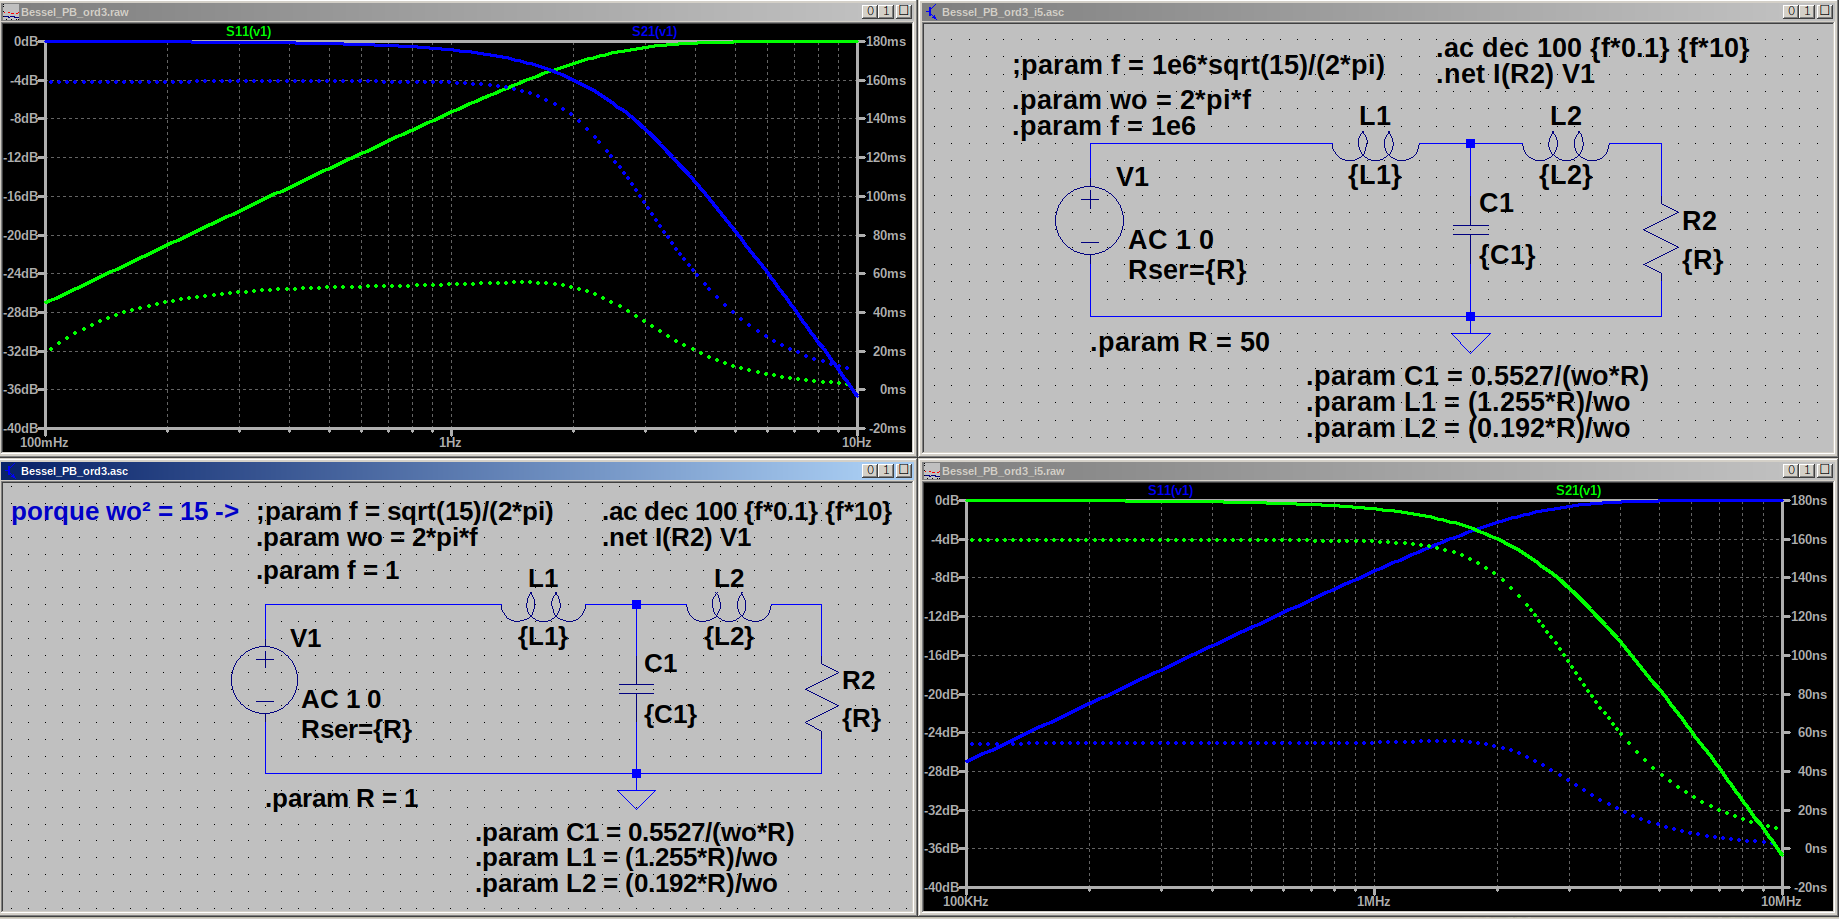 Bessel_PB_ord3.raw
0 1
S11(v1) S21(v1)
0dB 180ms
-4dB 160ms
-8dB 140ms
-12dB 120ms
-16dB 100ms
-20dB 80ms
-24dB 60ms
-28dB 40ms
-32dB 20ms
-36dB 0ms
-40dB -20ms
100mHz 1Hz 10Hz
Bessel_PB_ord3_i5.asc
0 1
;param f = 1e6*sqrt(15)/(2*pi)
.param wo = 2*pi*f
.param f = 1e6
.ac dec 100 {f*0.1} {f*10}
.net I(R2) V1
L1 L2
{L1} {L2}
V1
C1
R2
AC 1 0
{C1}
{R}
Rser={R}
.param R = 50
.param C1 = 0.5527/(wo*R)
.param L1 = (1.255*R)/wo
.param L2 = (0.192*R)/wo
Bessel_PB_ord3.asc
0 1
porque wo² = 15 -> ;param f = sqrt(15)/(2*pi)
.param wo = 2*pi*f
.param f = 1
.ac dec 100 {f*0.1} {f*10}
.net I(R2) V1
L1 L2
{L1} {L2}
V1
C1
R2
AC 1 0
{C1}
{R}
Rser={R}
.param R = 1
.param C1 = 0.5527/(wo*R)
.param L1 = (1.255*R)/wo
.param L2 = (0.192*R)/wo
Bessel_PB_ord3_i5.raw
0 1
S11(v1) S21(v1)
0dB 180ns
-4dB 160ns
-8dB 140ns
-12dB 120ns
-16dB 100ns
-20dB 80ns
-24dB 60ns
-28dB 40ns
-32dB 20ns
-36dB 0ns
-40dB -20ns
100KHz 1MHz 10MHz